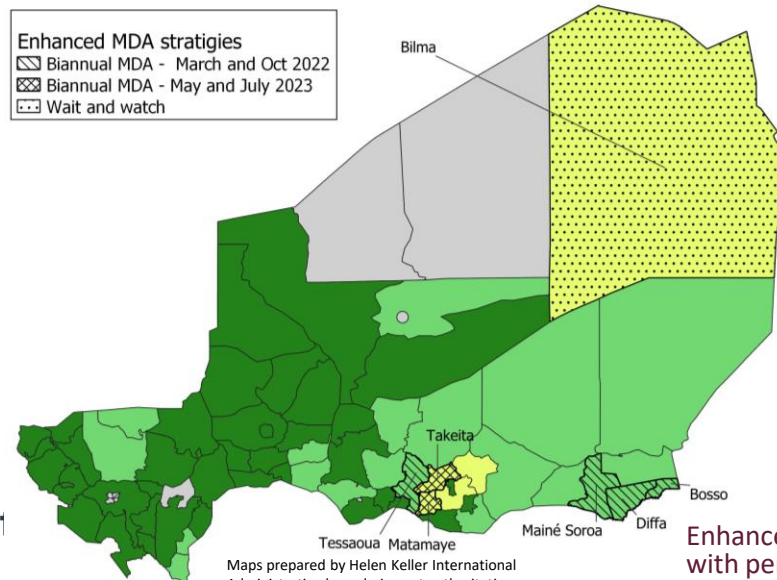 Enhanced MDA stratigies
Biannual MDA - March and Oct 2022
Biannual MDA - May and July 2023
Wait and watch
Bilma
Takeita
Bosso
Diffa
Mainé Soroa
Tessaoua
Matamaye
Maps prepared by Helen Keller International
Enhance
with pe